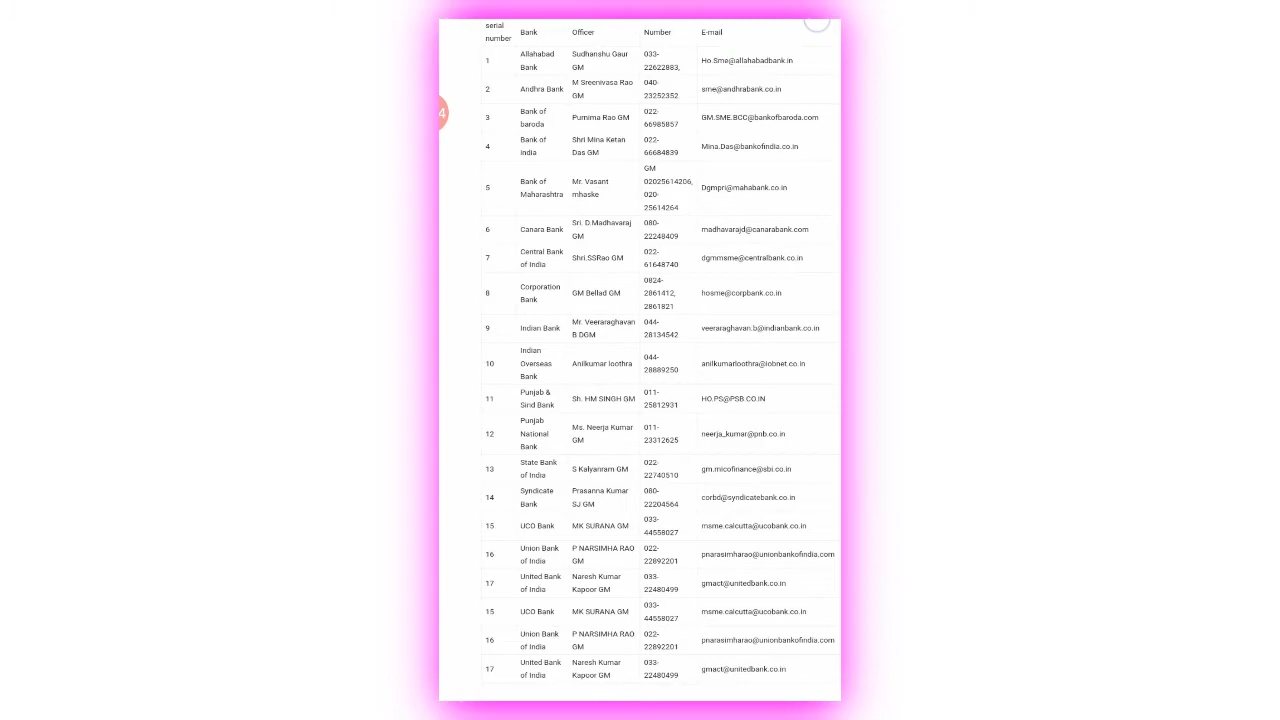 serial number Bank Officer Number E-mail
1 Allahabad Bank Sudhanshu Gaur GM 033-22622883, Ho.Sme@allahabadbank.in
2 Andhra Bank M Sreenivasa Rao GM 040-23252352 sme@andhrabank.co.in
4
3 Bank of baroda Purnima Rao GM 022-66985857 GM.SME.BCC@bankofbaroda.com
4 Bank of india Shri Mina Ketan Das GM 022-66684839 Mina.Das@bankofindia.co.in
5 Bank of Maharashtra Mr. Vasant mhaske GM 02025614206, 020-25614264 Dgmpri@mahabank.co.in
6 Canara Bank Sri. D.Madhavaraj GM 080-22248409 madhavarajd@canarabank.com
7 Central Bank of India Shri.SSRao GM 022-61648740 dgmmsme@centralbank.co.in
8 Corporation Bank GM Bellad GM 0824-2861412, 2861821 hosme@corpbank.co.in
9 Indian Bank Mr. Veeraraghavan B DGM 044-28134542 veeraraghavan.b@indianbank.co.in
10 Indian Overseas Bank Anilkumar loothra 044-28889250 anilkumarloothra@iobnet.co.in
11 Punjab & Sind Bank Sh. HM SINGH GM 011-25812931 HO.PS@PSB.CO.IN
12 Punjab National Bank Ms. Neerja Kumar GM 011-23312625 neerja_kumar@pnb.co.in
13 State Bank of India S Kalyanram GM 022-22740510 gm.micofinance@sbi.co.in
14 Syndicate Bank Prasanna Kumar SJ GM 080-22204564 corbd@syndicatebank.co.in
15 UCO Bank MK SURANA GM 033-44558027 msme.calcutta@ucobank.co.in
16 Union Bank of India P NARSIMHA RAO GM 022-22892201 pnarasimharao@unionbankofindia.com
17 United Bank of India Naresh Kumar Kapoor GM 033-22480499 gmact@unitedbank.co.in
15 UCO Bank MK SURANA GM 033-44558027 msme.calcutta@ucobank.co.in
16 Union Bank of India P NARSIMHA RAO GM 022-22892201 pnarasimharao@unionbankofindia.com
17 United Bank of India Naresh Kumar Kapoor GM 033-22480499 gmact@unitedbank.co.in